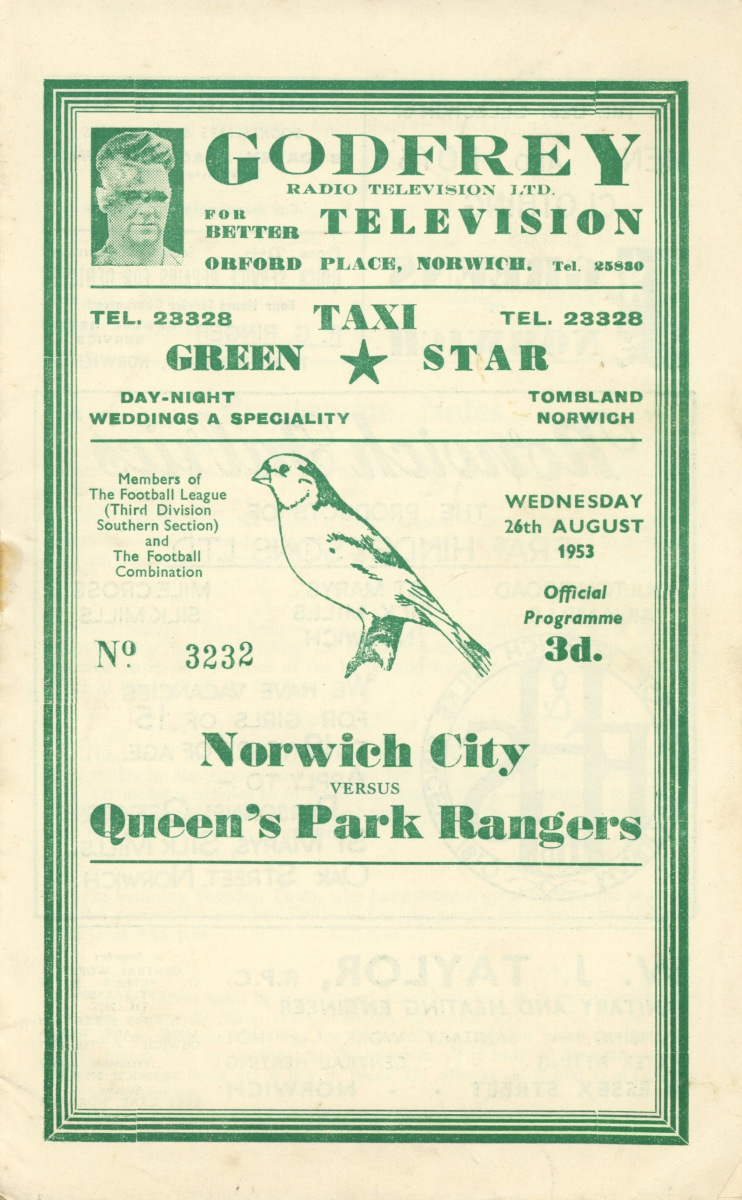 GODFREY
RADIO TELEVISION LTD.
FOR BETTER TELEVISION
ORFORD PLACE, NORWICH. Tel. 25980
TEL. 23328 TAXI TEL. 23328
GREEN ★ STAR
DAY-NIGHT TOMBLAND
WEDDINGS A SPECIALITY NORWICH
Members of
The Football League
(Third Division
Southern Section)
and
The Football
Combination
Nº 3232
WEDNESDAY
26th AUGUST
1953
Official
Programme
3d.
Norwich City
VERSUS
Queen's Park Rangers